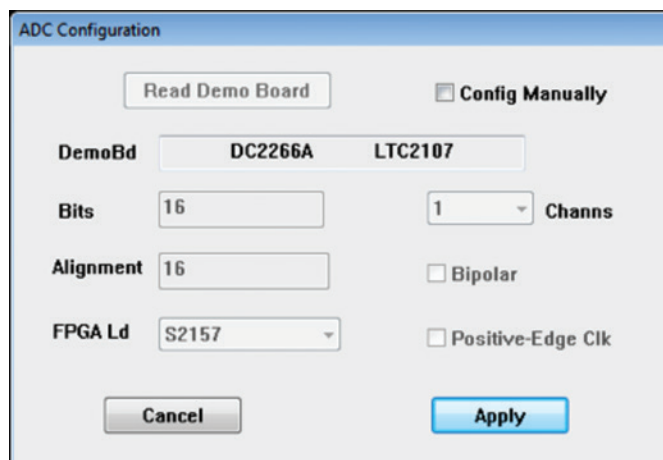 ADC Configuration
Read Demo Board
Config Manually
DemoBd DC2266A LTC2107
Bits 16 1 Channs
Alignment 16 Bipolar
FPGA Ld S2157 Positive-Edge Clk
Cancel Apply